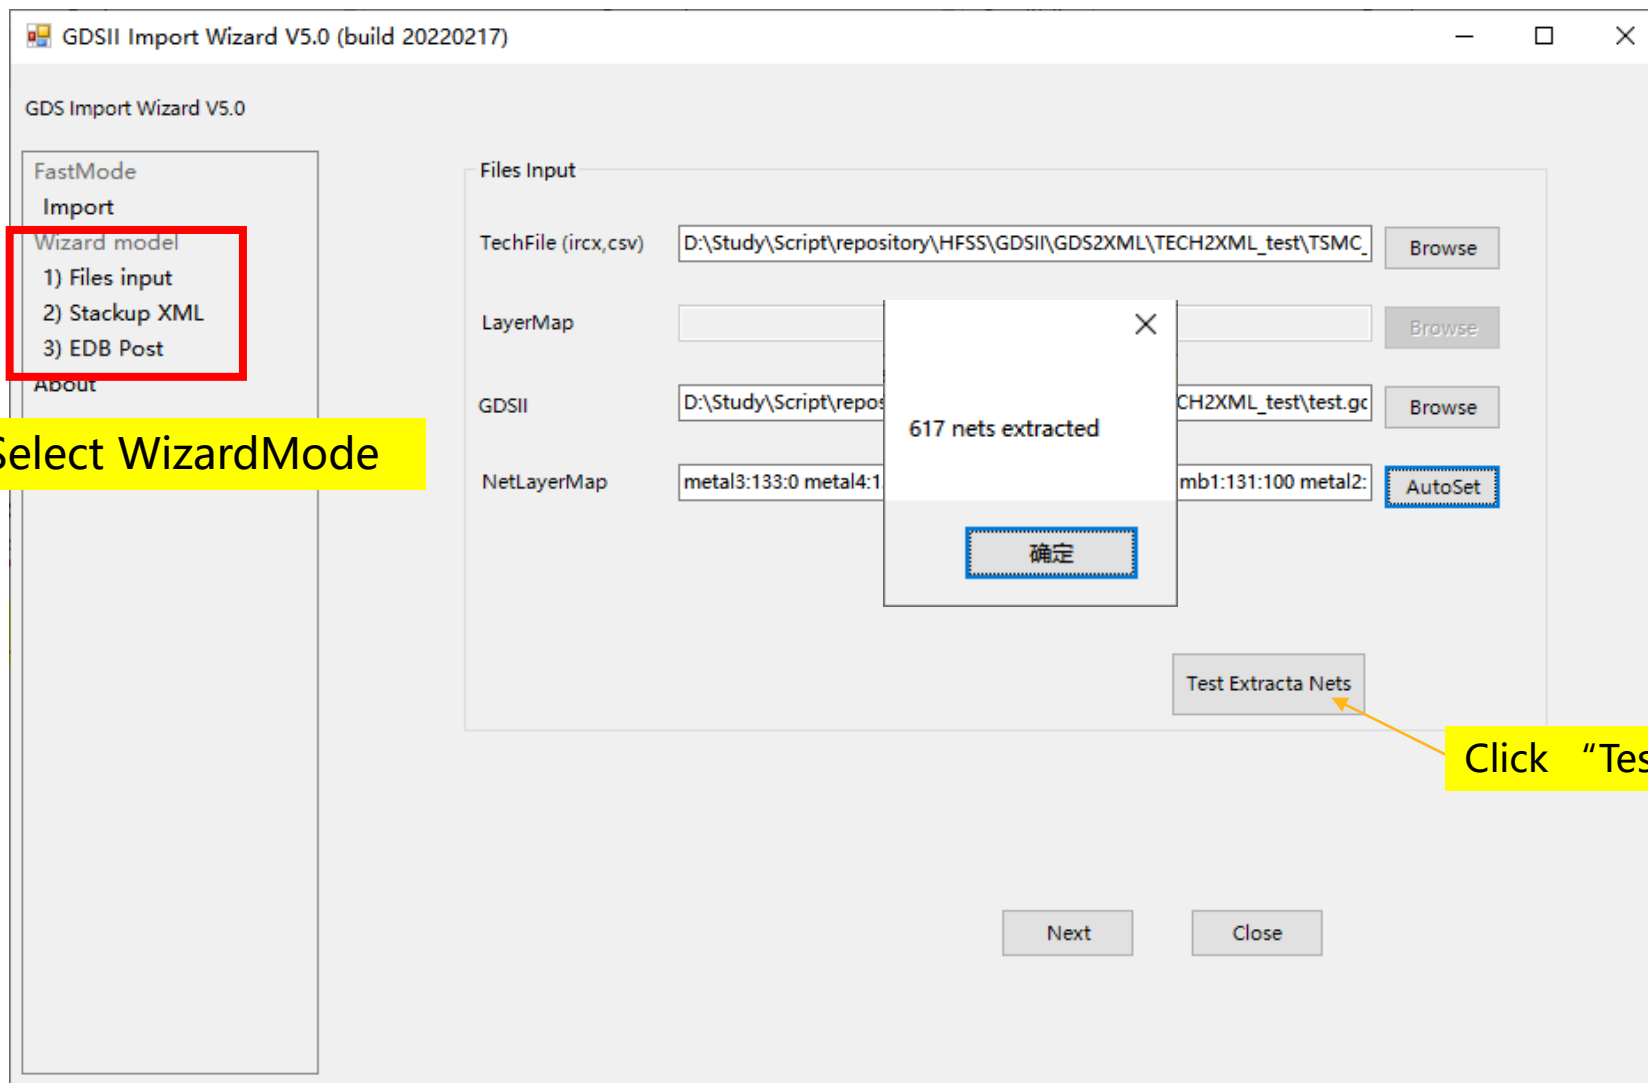 GDSII Import Wizard V5.0 (build 20220217)
GDS Import Wizard V5.0
FastMode
Import
Wizard model
1) Files input
2) Stackup XML
3) EDB Post
About
Select WizardMode
Files Input
TechFile (ircx,csv)
D:\Study\Script\repository\HFSS\GDSII\GDS2XML\TECH2XML_test\TSMC_
Browse
LayerMap
Browse
GDSII
D:\Study\Script\repos
CH2XML_test\test.gd
Browse
NetLayerMap
metal3:133:0 metal4:1
mb1:131:100 metal2:
AutoSet
617 nets extracted
确定
Test Extracta Nets
Click “Tes
Next
Close